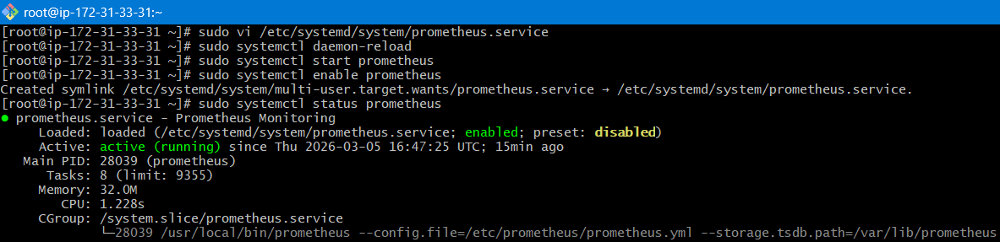 root@ip-172-31-33-31:~
[root@ip-172-31-33-31 ~]# sudo vi /etc/systemd/system/prometheus.service
[root@ip-172-31-33-31 ~]# sudo systemctl daemon-reload
[root@ip-172-31-33-31 ~]# sudo systemctl start prometheus
[root@ip-172-31-33-31 ~]# sudo systemctl enable prometheus
Created symlink /etc/systemd/system/multi-user.target.wants/prometheus.service → /etc/systemd/system/prometheus.service.
[root@ip-172-31-33-31 ~]# sudo systemctl status prometheus
● prometheus.service - Prometheus Monitoring
     Loaded: loaded (/etc/systemd/system/prometheus.service; enabled; preset: disabled)
     Active: active (running) since Thu 2026-03-05 16:47:25 UTC; 15min ago
   Main PID: 28039 (prometheus)
      Tasks: 8 (limit: 9355)
     Memory: 32.0M
        CPU: 1.228s
     CGroup: /system.slice/prometheus.service
             └─28039 /usr/local/bin/prometheus --config.file=/etc/prometheus/prometheus.yml --storage.tsdb.path=/var/lib/prometheus